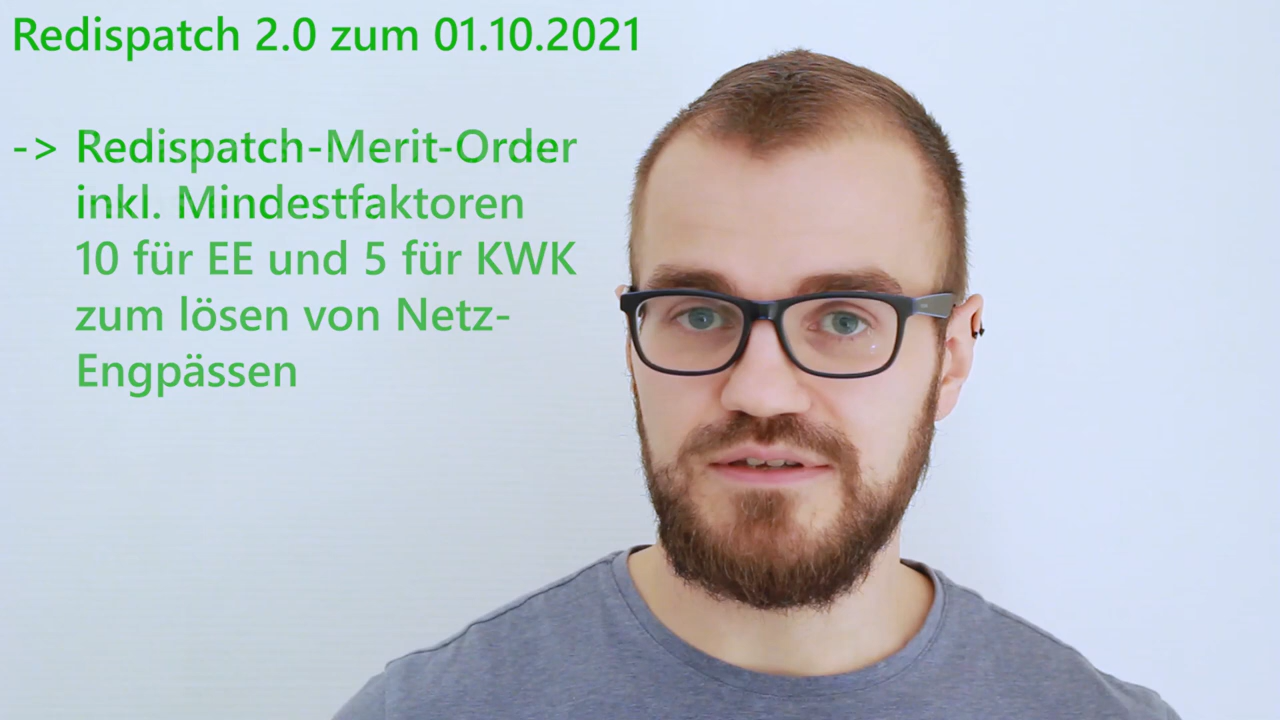 Redispatch 2.0 zum 01.10.2021
-> Redispatch-Merit-Order
inkl. Mindestfaktoren
10 für EE und 5 für KWK
zum lösen von Netz-
Engpässen